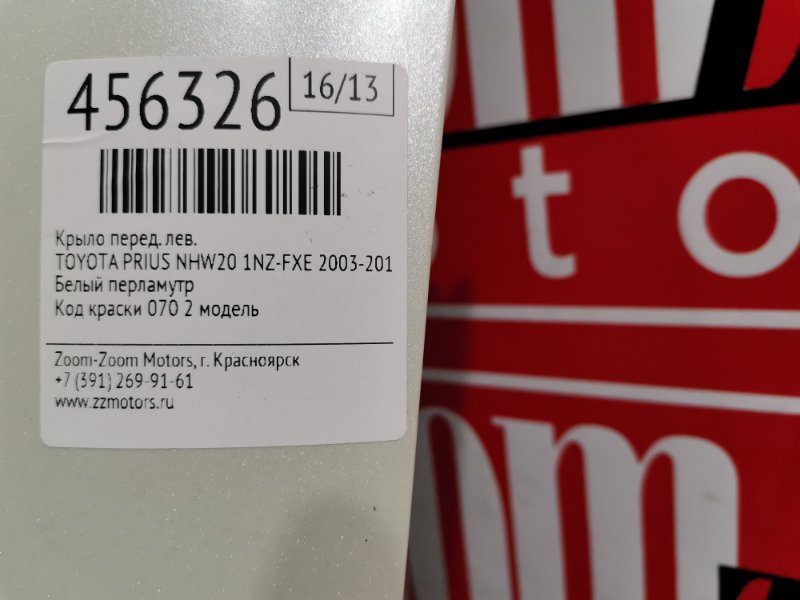 456326
16/13
Крыло перед. лев.
TOYOTA PRIUS NHW20 1NZ-FXE 2003-201
Белый перламутр
Код краски 070 2 модель
Zoom-Zoom Motors, г. Красноярск
+7 (391) 269-91-61
www.zzmotors.ru